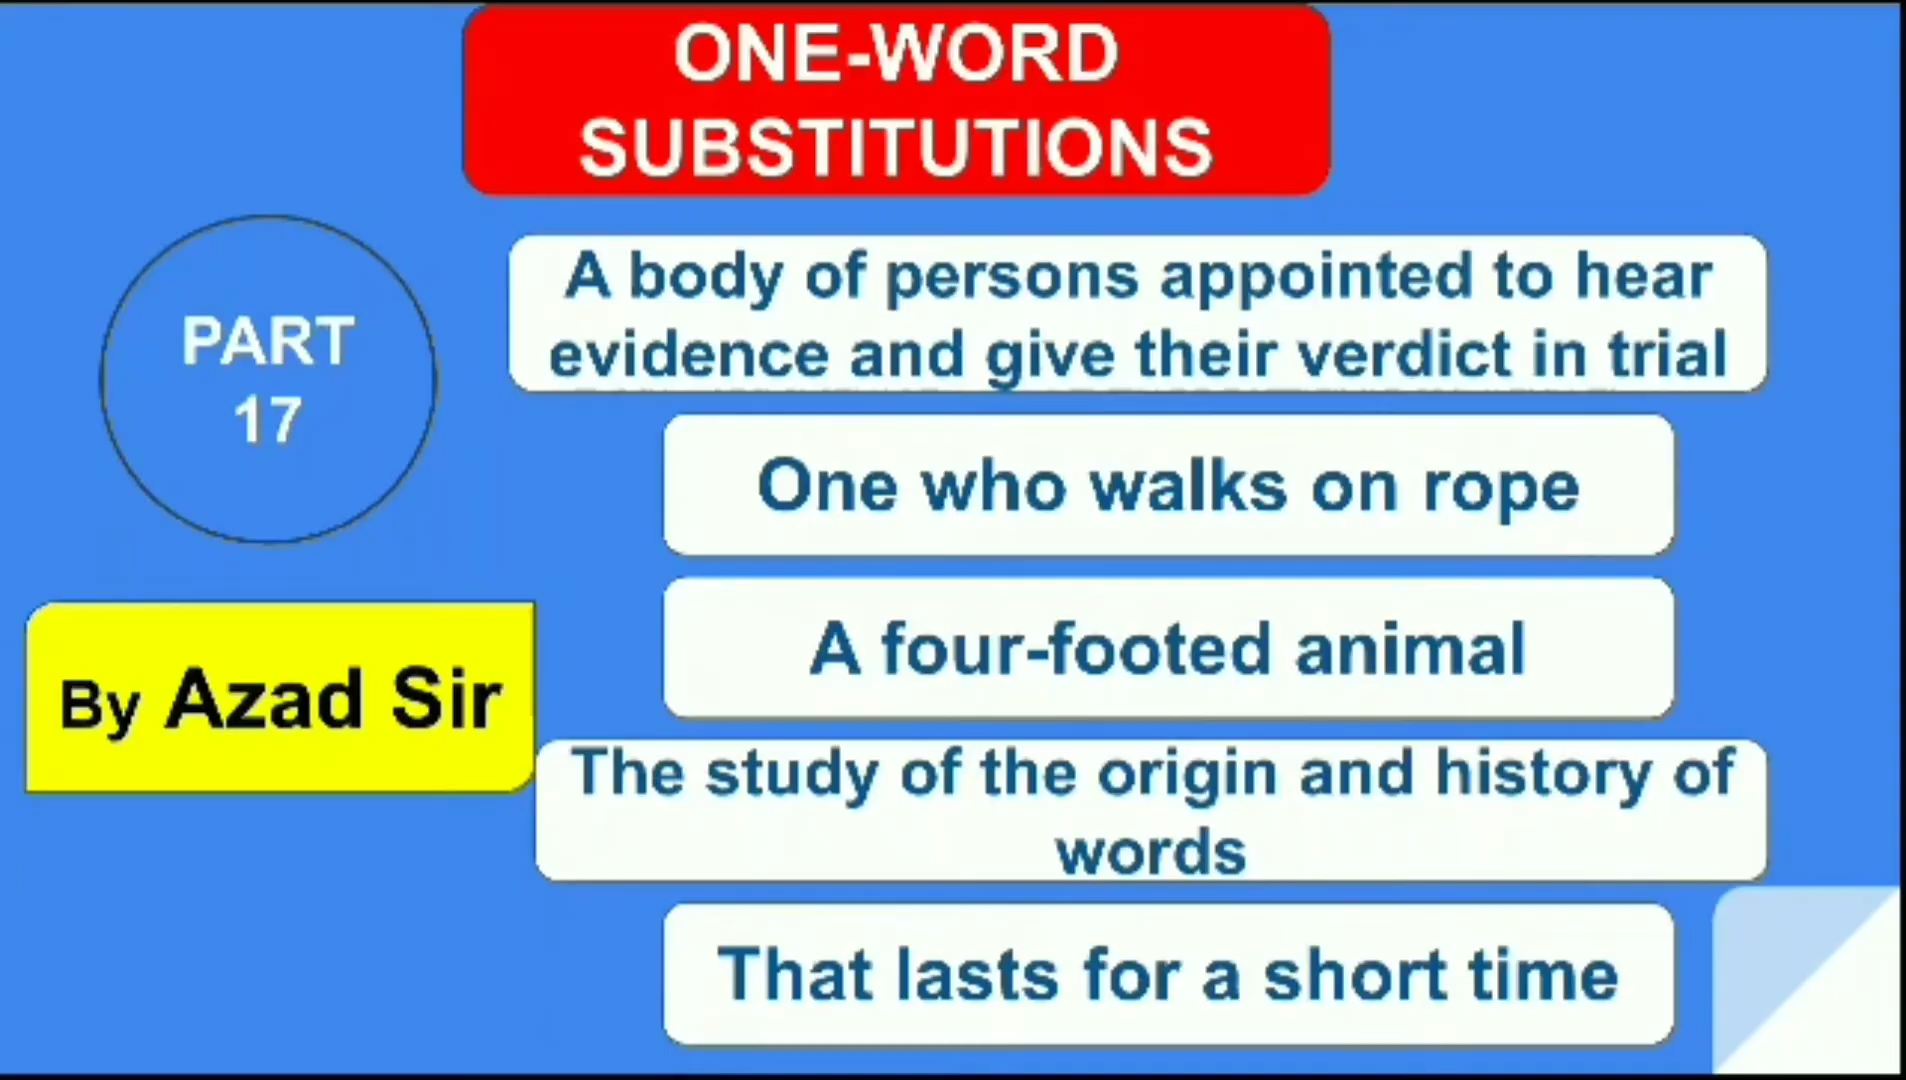 ONE-WORD
SUBSTITUTIONS
PART
17
By Azad Sir
A body of persons appointed to hear
evidence and give their verdict in trial
One who walks on rope
A four-footed animal
The study of the origin and history of
words
That lasts for a short time